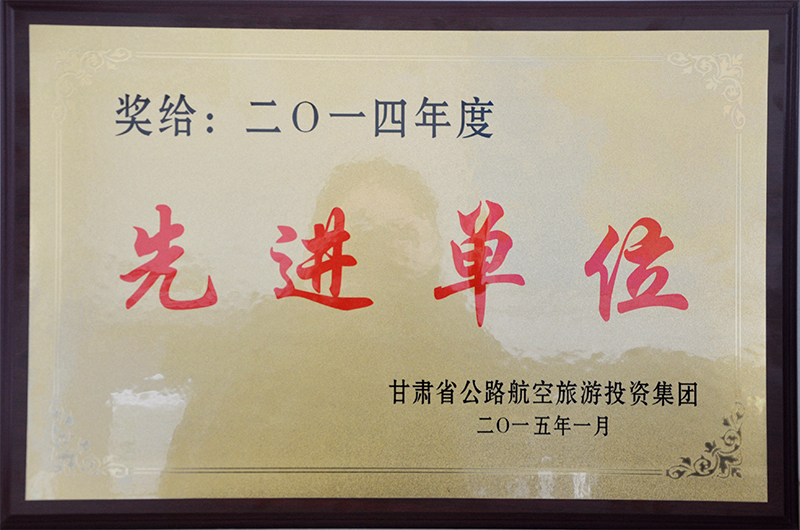 奖给：二〇一四年度
先进单位
甘肃省公路航空旅游投资集团
二〇一五年一月